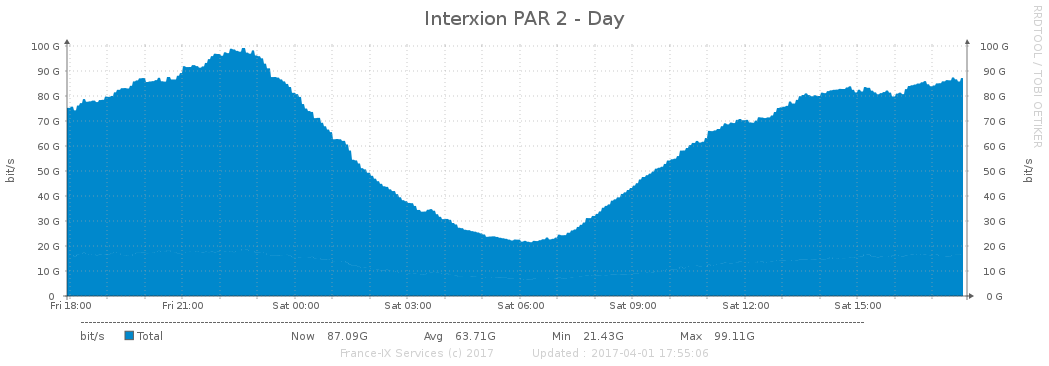 Interxion PAR 2 - Day
RRDTOOL / TOBI OETIKER
100 G 100 G
90 G 90 G
80 G 80 G
70 G 70 G
60 G 60 G
50 G 50 G
40 G 40 G
30 G 30 G
20 G 20 G
10 G 10 G
0 0 G
bit/s bit/s
Fri 18:00 Fri 21:00 Sat 00:00 Sat 03:00 Sat 06:00 Sat 09:00 Sat 12:00 Sat 15:00
bit/s Total Now 87.09G Avg 63.71G Min 21.43G Max 99.11G
France-IX Services (c) 2017 Updated : 2017-04-01 17:55:06